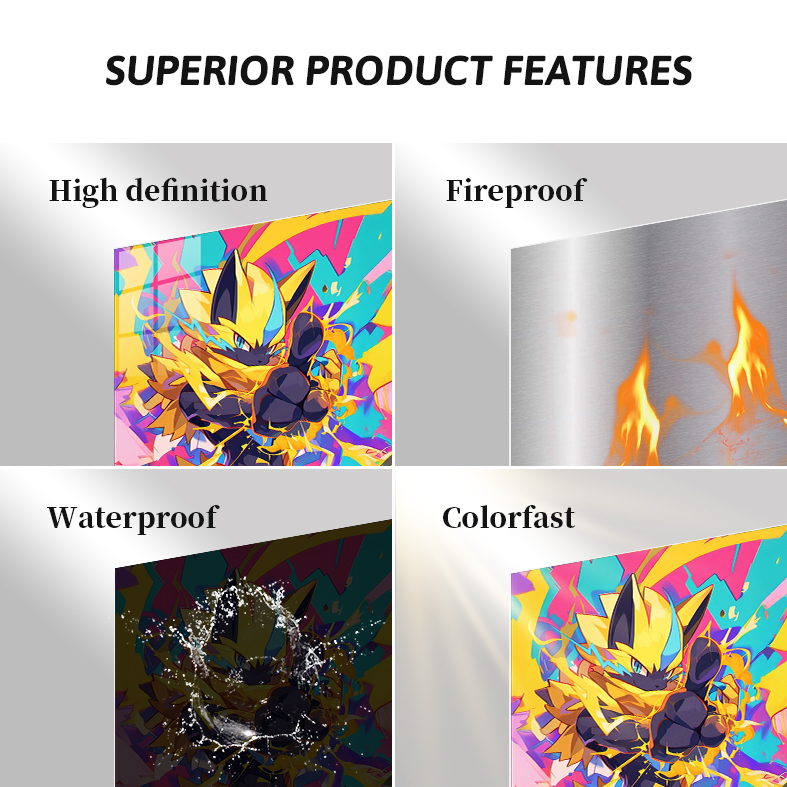 SUPERIOR PRODUCT FEATURES
High definition
Fireproof
Waterproof
Colorfast